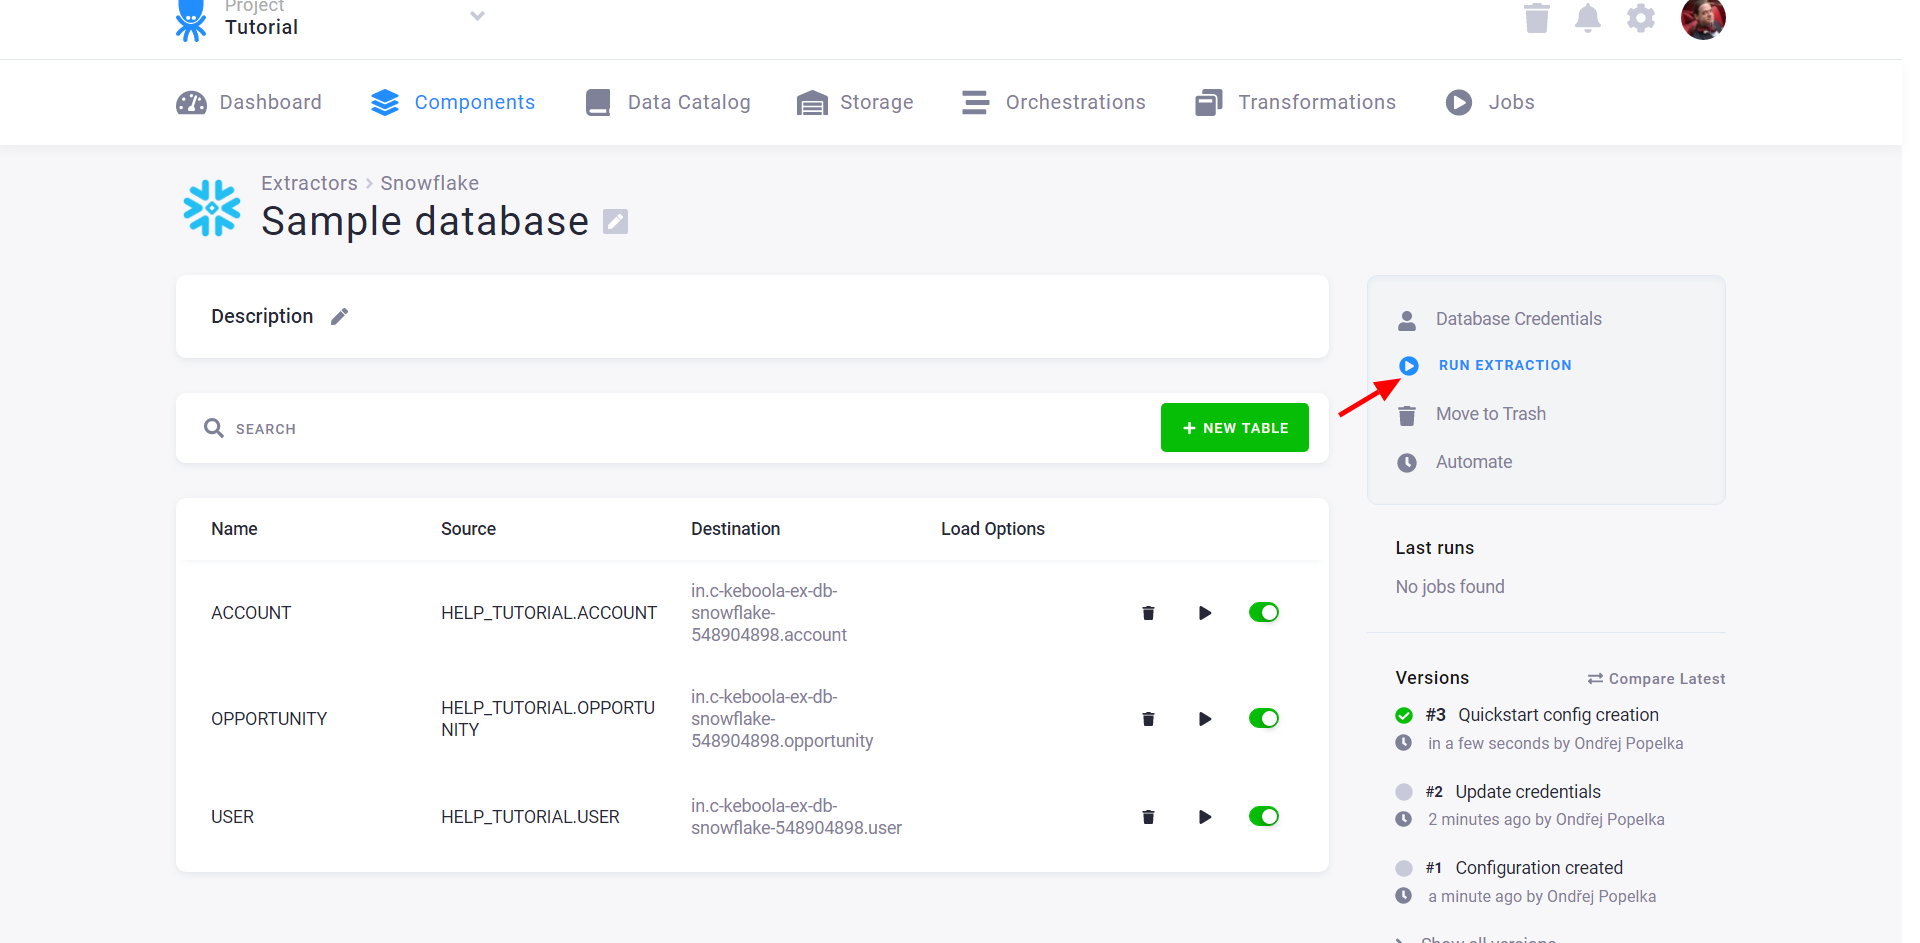 Project
Tutorial
Dashboard
Components
Data Catalog
Storage
Orchestrations
Transformations
Jobs
Extractors > Snowflake
Sample database
Description
SEARCH
+ NEW TABLE
Name Source Destination Load Options
ACCOUNT
HELP_TUTORIAL.ACCOUNT
in.c-keboola-ex-db-
snowflake-
548904898.account
OPPORTUNITY
HELP_TUTORIAL.OPPORTU
NITY
in.c-keboola-ex-db-
snowflake-
548904898.opportunity
USER
HELP_TUTORIAL.USER
in.c-keboola-ex-db-
snowflake-548904898.user
Database Credentials
RUN EXTRACTION
Move to Trash
Automate
Last runs
No jobs found
Versions
Compare Latest
#3 Quickstart config creation
in a few seconds by Ondřej Popelka
#2 Update credentials
2 minutes ago by Ondřej Popelka
#1 Configuration created
a minute ago by Ondřej Popelka
Show all versions